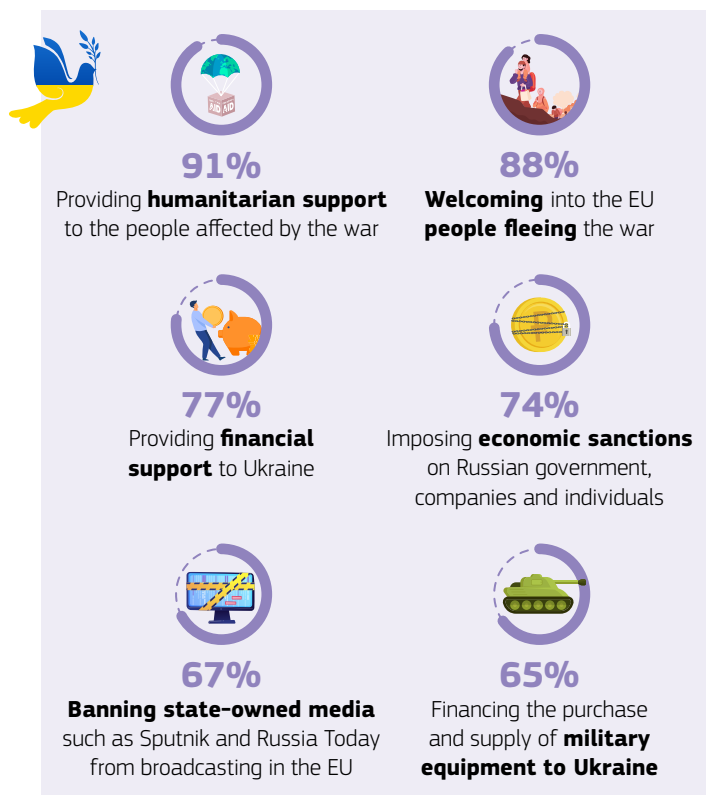 91%
Providing humanitarian support
to the people affected by the war
88%
Welcoming into the EU
people fleeing the war
77%
Providing financial
support to Ukraine
74%
Imposing economic sanctions
on Russian government,
companies and individuals
67%
Banning state-owned media
such as Sputnik and Russia Today
from broadcasting in the EU
65%
Financing the purchase
and supply of military
equipment to Ukraine
AID AID